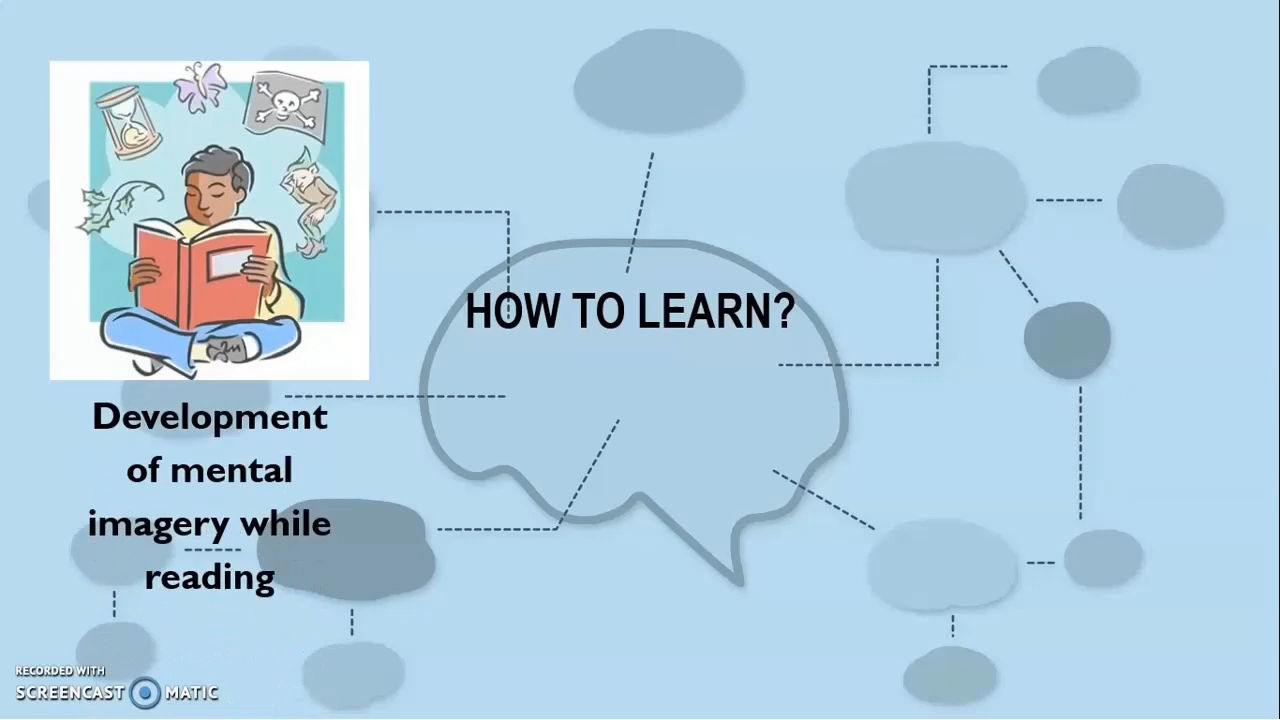 HOW TO LEARN?
Development
of mental
imagery while
reading
RECORDED WITH
SCREENCAST MATIC